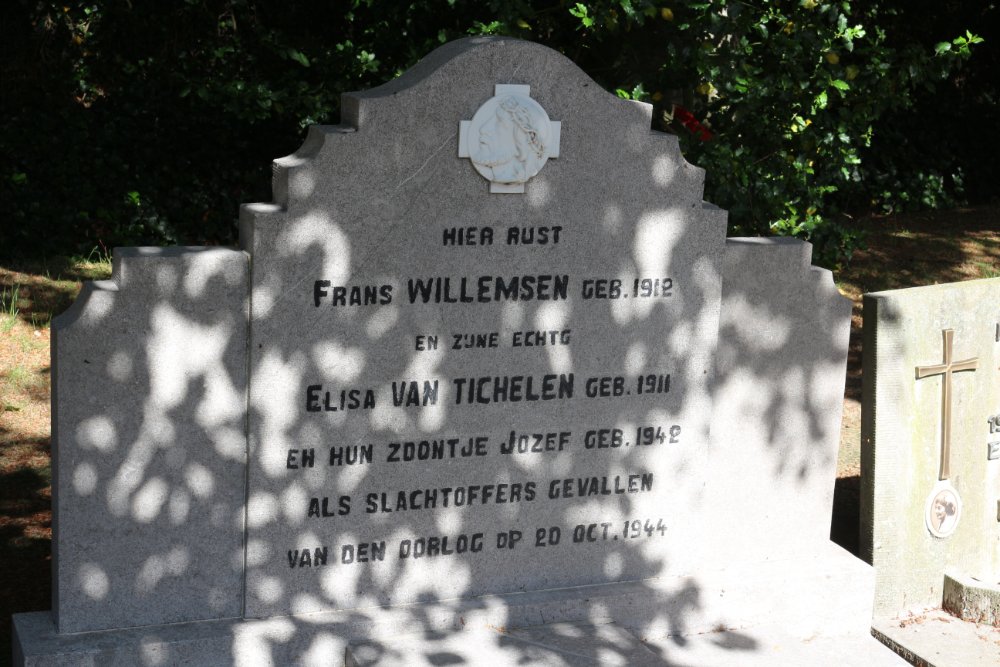 HIER RUST
FRANS WILLEMSEN GEB. 1912
EN ZIJNE ECHTG
ELISA VAN TICHELEN GEB. 1911
EN HUN ZOONTJE JOZEF GEB. 1942
ALS SLACHTOFFERS GEVALLEN
VAN DEN OORLOG OP 20 OCT. 1944